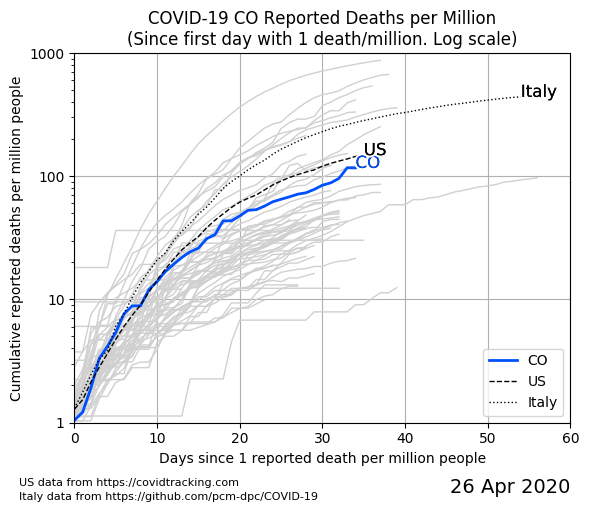 COVID-19 CO Reported Deaths per Million
(Since first day with 1 death/million. Log scale)
Cumulative reported deaths per million people
1000
100
10
1
Italy
US
CO
CO
US
Italy
0 10 20 30 40 50 60
Days since 1 reported death per million people
US data from https://covidtracking.com
Italy data from https://github.com/pcm-dpc/COVID-19
26 Apr 2020